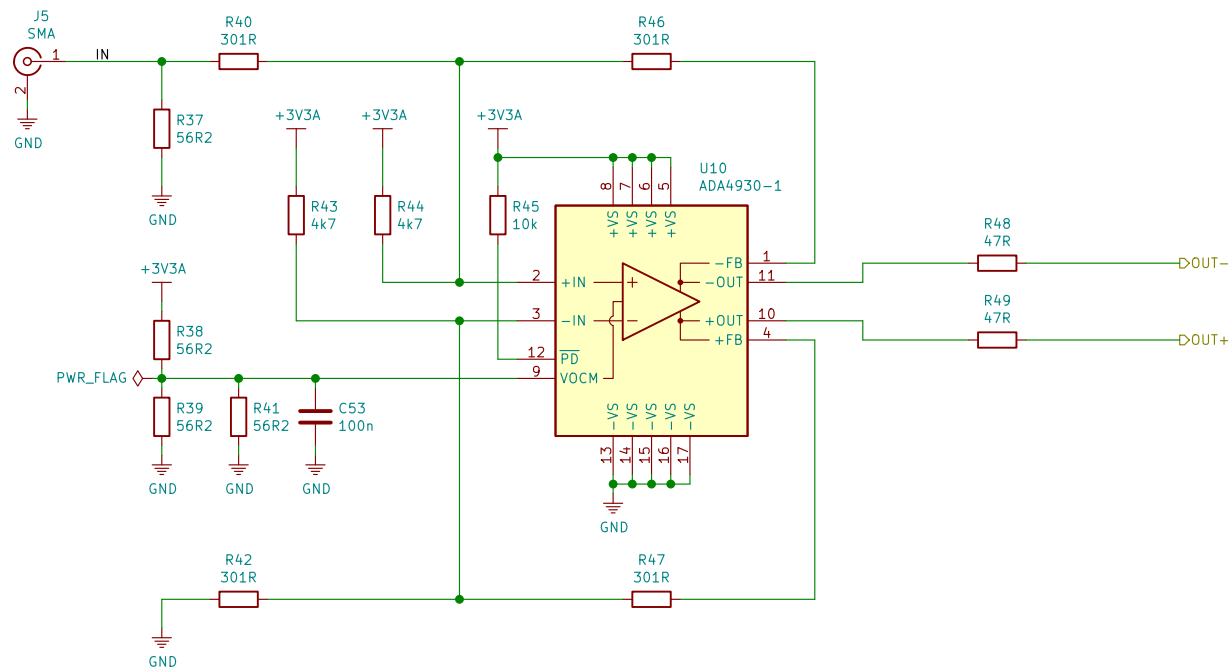 J5
SMA
1
IN
2
GND
R40
301R
R46
301R
R37
56R2
GND
+3V3A
+3V3A
+3V3A
R43
4k7
R44
4k7
R45
10k
U10
ADA4930-1
8
7
6
5
+VS
+VS
+VS
+VS
-FB
1
-OUT
11
+OUT
10
+FB
4
2
+IN
3
-IN
12
PD
9
VOCM
+
-
-VS
-VS
-VS
-VS
-VS
13
14
15
16
17
GND
R48
47R
OUT-
R49
47R
OUT+
+3V3A
R38
56R2
PWR_FLAG
R39
56R2
R41
56R2
C53
100n
GND
GND
GND
R42
301R
R47
301R
GND